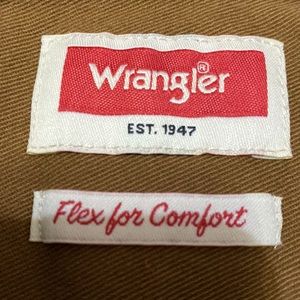 Wrangler®
EST. 1947
Flex for Comfort